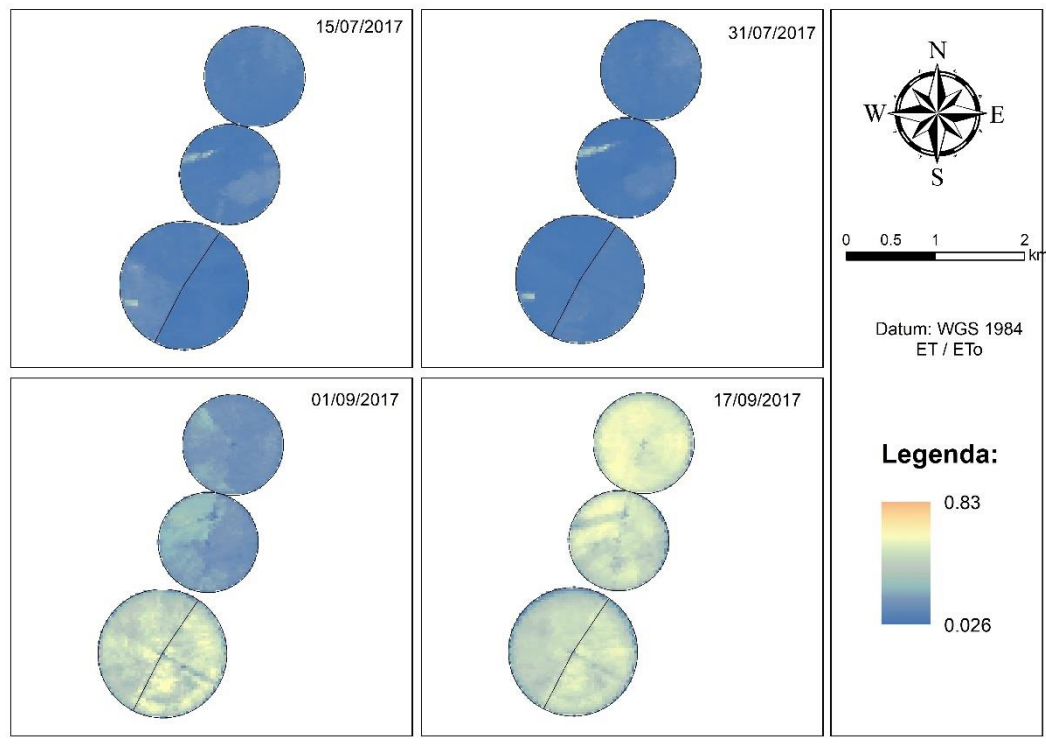 15/07/2017
31/07/2017
01/09/2017
17/09/2017
N
W
E
S
0 0.5 1 2
km
Datum: WGS 1984
ET / ETo
Legenda:
0.83
0.026